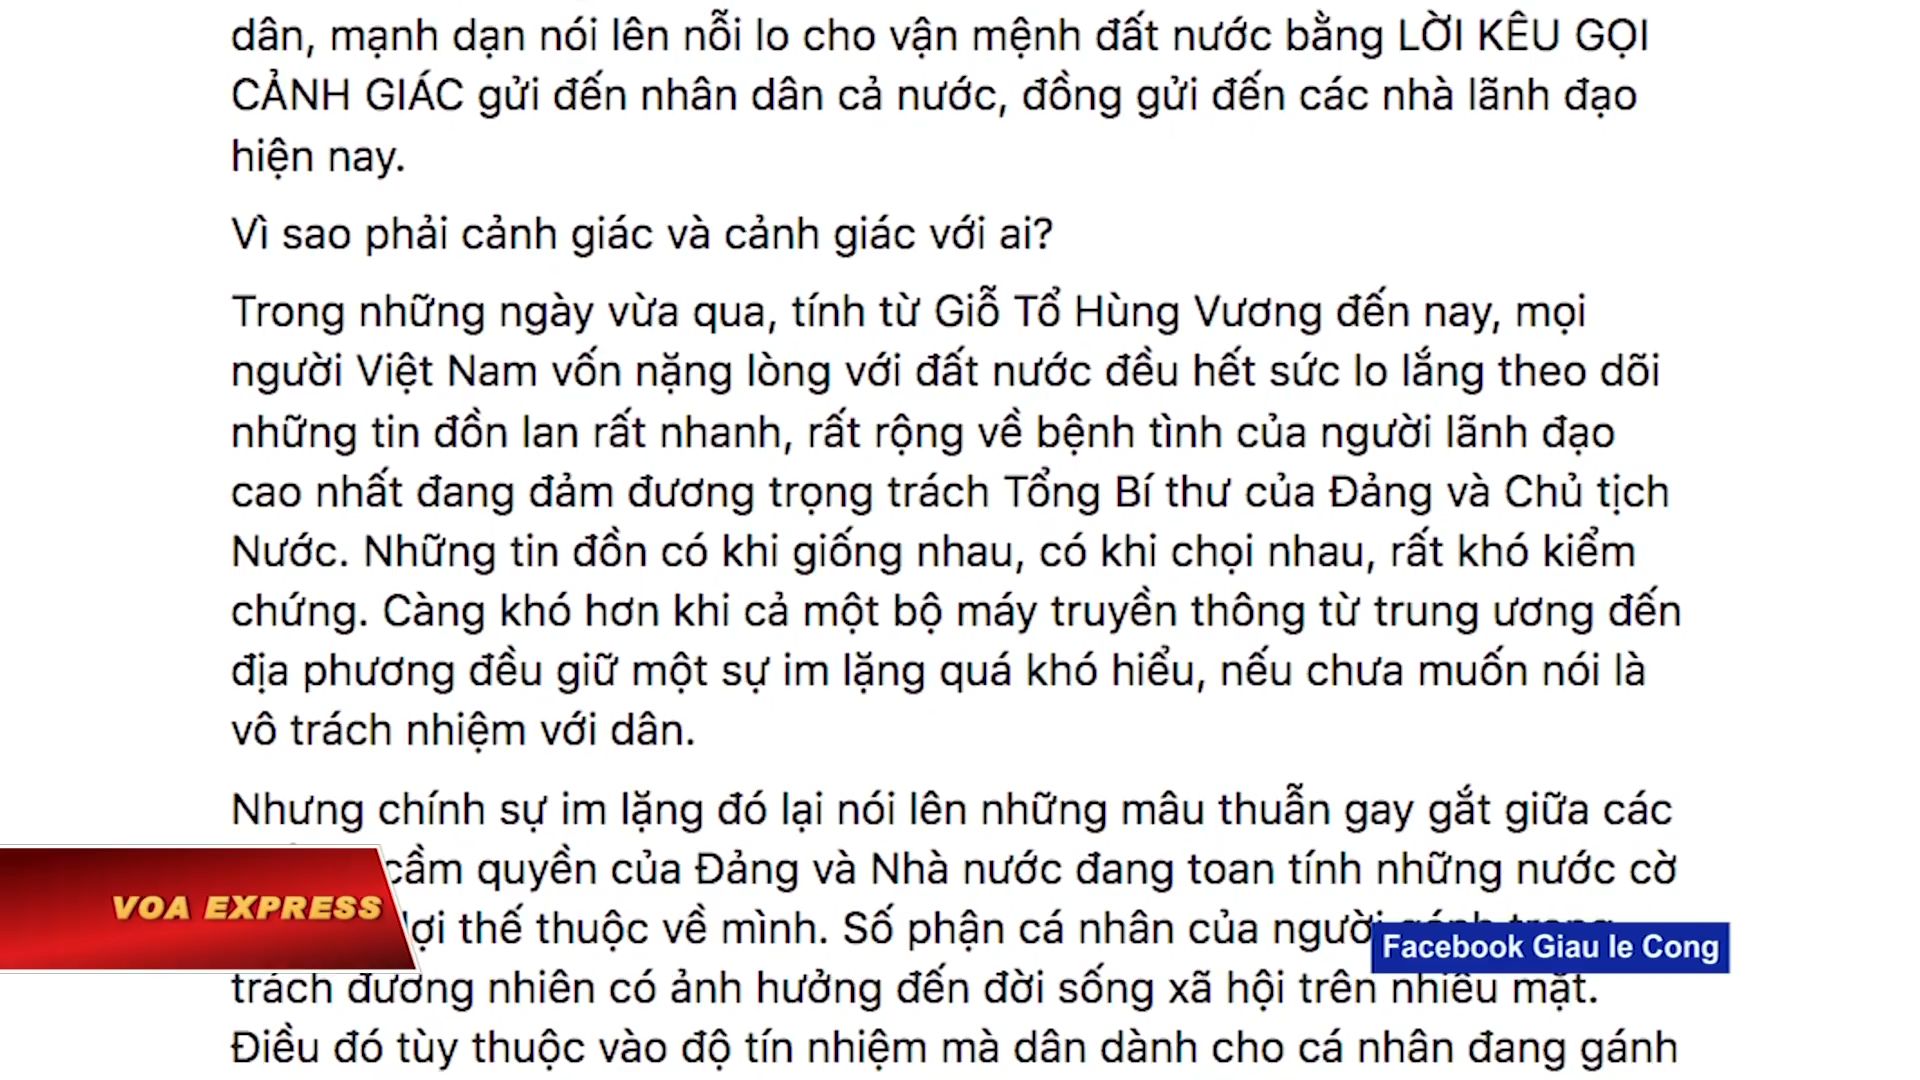 dân, mạnh dạn nói lên nỗi lo cho vận mệnh đất nước bằng LỜI KÊU GỌI
CẢNH GIÁC gửi đến nhân dân cả nước, đồng gửi đến các nhà lãnh đạo
hiện nay.
Vì sao phải cảnh giác và cảnh giác với ai?
Trong những ngày vừa qua, tính từ Giỗ Tổ Hùng Vương đến nay, mọi
người Việt Nam vốn nặng lòng với đất nước đều hết sức lo lắng theo dõi
những tin đồn lan rất nhanh, rất rộng về bệnh tình của người lãnh đạo
cao nhất đang đảm đương trọng trách Tổng Bí thư của Đảng và Chủ tịch
Nước. Những tin đồn có khi giống nhau, có khi chọi nhau, rất khó kiểm
chứng. Càng khó hơn khi cả một bộ máy truyền thông từ trung ương đến
địa phương đều giữ một sự im lặng quá khó hiểu, nếu chưa muốn nói là
vô trách nhiệm với dân.
Nhưng chính sự im lặng đó lại nói lên những mâu thuẫn gay gắt giữa các
cầm quyền của Đảng và Nhà nước đang toan tính những nước cờ
lợi thế thuộc về mình. Số phận cá nhân của người
trách đương nhiên có ảnh hưởng đến đời sống xã hội trên nhiều mặt.
Điều đó tùy thuộc vào độ tín nhiệm mà dân dành cho cá nhân đang gánh
VOA EXPRESS
Facebook Giau le Cong